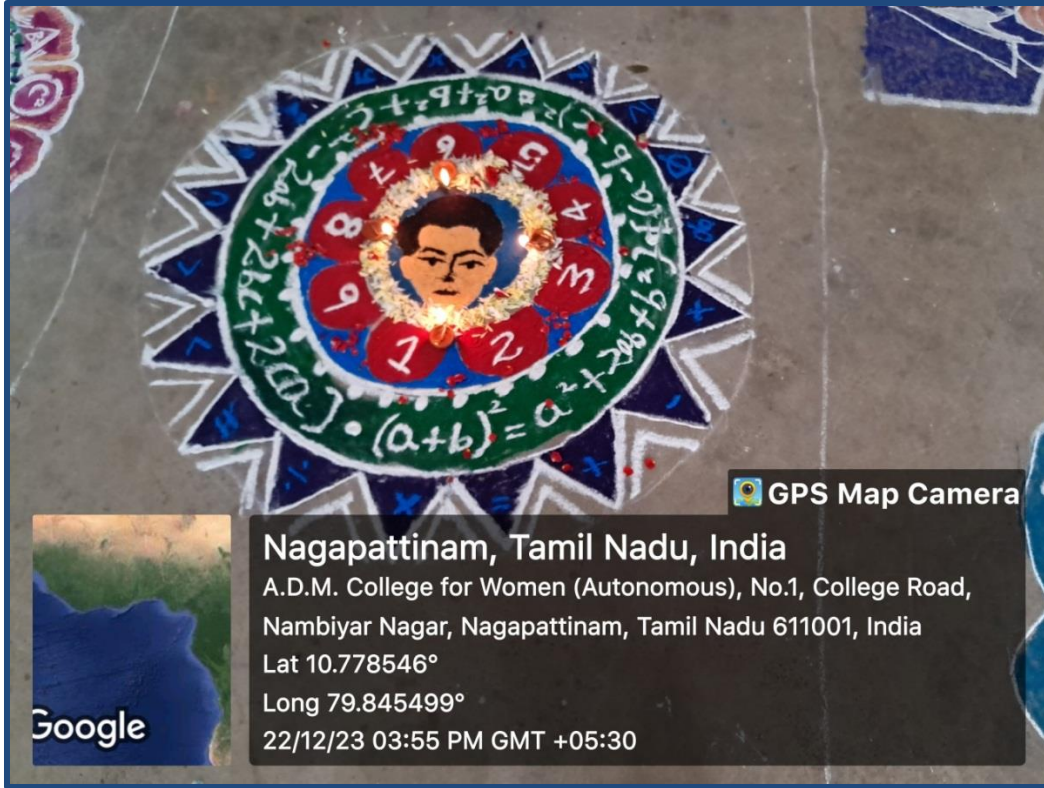 (a+b)² = a² + 2ab +
1
2
3
4
5
6
7
8
9
GPS Map Camera
Nagapattinam, Tamil Nadu, India
A.D.M. College for Women (Autonomous), No.1, College Road,
Nambiyar Nagar, Nagapattinam, Tamil Nadu 611001, India
Lat 10.778546°
Long 79.845499°
22/12/23 03:55 PM GMT +05:30
Google